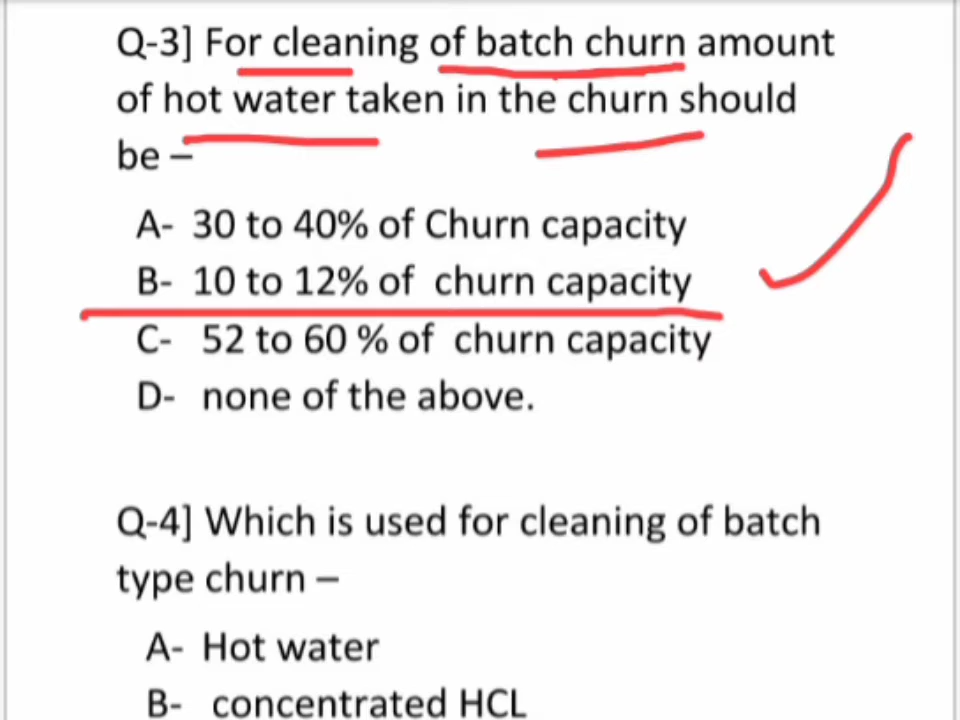 Q-3] For cleaning of batch churn amount
of hot water taken in the churn should
be –
A- 30 to 40% of Churn capacity
B- 10 to 12% of churn capacity
C- 52 to 60 % of churn capacity
D- none of the above.
Q-4] Which is used for cleaning of batch
type churn –
A- Hot water
B- concentrated HCL